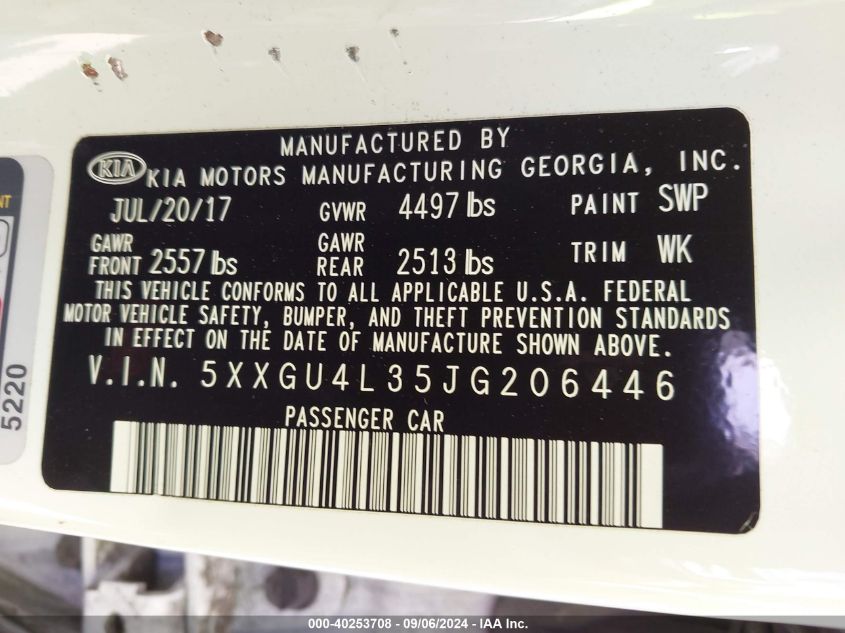 MANUFACTURED BY
KIA KIA MOTORS MANUFACTURING GEORGIA, INC.
JUL/20/17 GVWR 4497 lbs PAINT SWP
GAWR FRONT 2557 lbs GAWR REAR 2513 lbs TRIM WK
THIS VEHICLE CONFORMS TO ALL APPLICABLE U.S.A. FEDERAL
MOTOR VEHICLE SAFETY, BUMPER, AND THEFT PREVENTION STANDARDS
IN EFFECT ON THE DATE OF MANUFACTURE SHOWN ABOVE.
V.I.N. 5XXGU4L35JG206446
PASSENGER CAR
5220
000-40253708 - 09/06/2024 - IAA Inc.